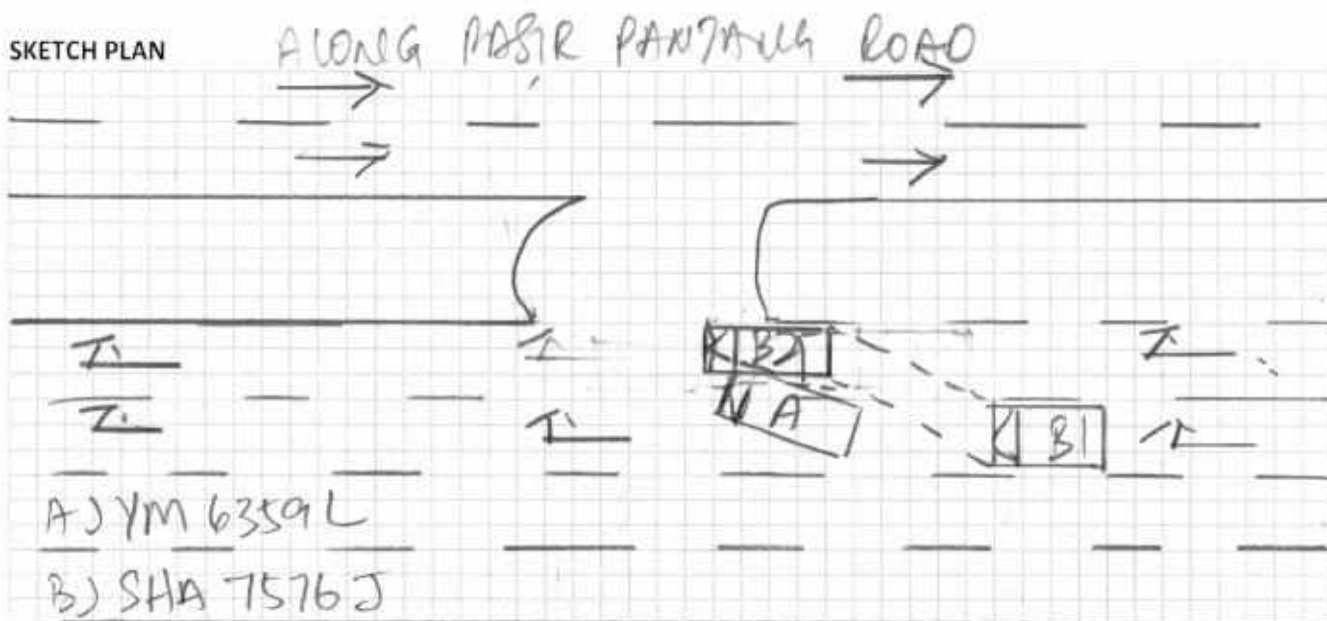 SKETCH PLAN
ALONG PASIR PANJANG ROAD
B2
A
B1
A) YM 6359L
B) SHA 7576J